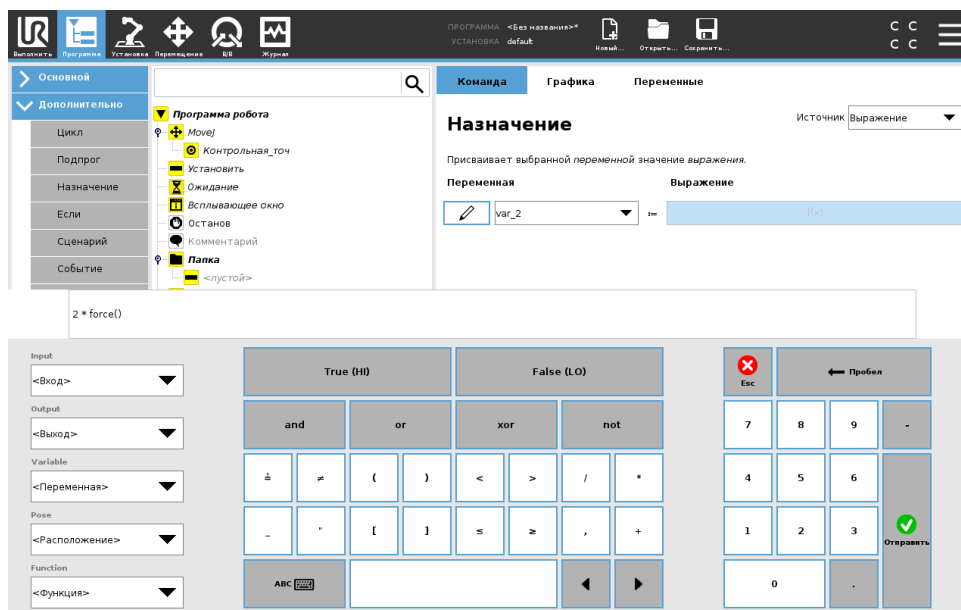 UR
ПРОГРАММА <Без названия>*
УСТАНОВКА default
Выполнить Программа Установка Перемещение В/В Журнал
Новый... Открыть... Сохранить...
C C
C C
Основной
Дополнительно
Цикл
Подпрог
Назначение
Если
Сценарий
Событие
Программа робота
MoveJ
Контрольная_точ
Установить
Ожидание
Всплывающее окно
Останов
Комментарий
Папка
<пустой>
Команда Графика Переменные
Назначение
Источник Выражение
Присваивает выбранной переменной значение выражения.
Переменная Выражение
var_2 := f(x)
2 * force()
Input
<Вход>
Output
<Выход>
Variable
<Переменная>
Pose
<Расположение>
Function
<Функция>
True (HI) False (LO)
and or xor not
≟ ≠ ( ) < > / *
_ " [ ] ≤ ≥ , +
ABC
Esc Пробел
7 8 9 -
4 5 6
1 2 3 Отправить
0 .